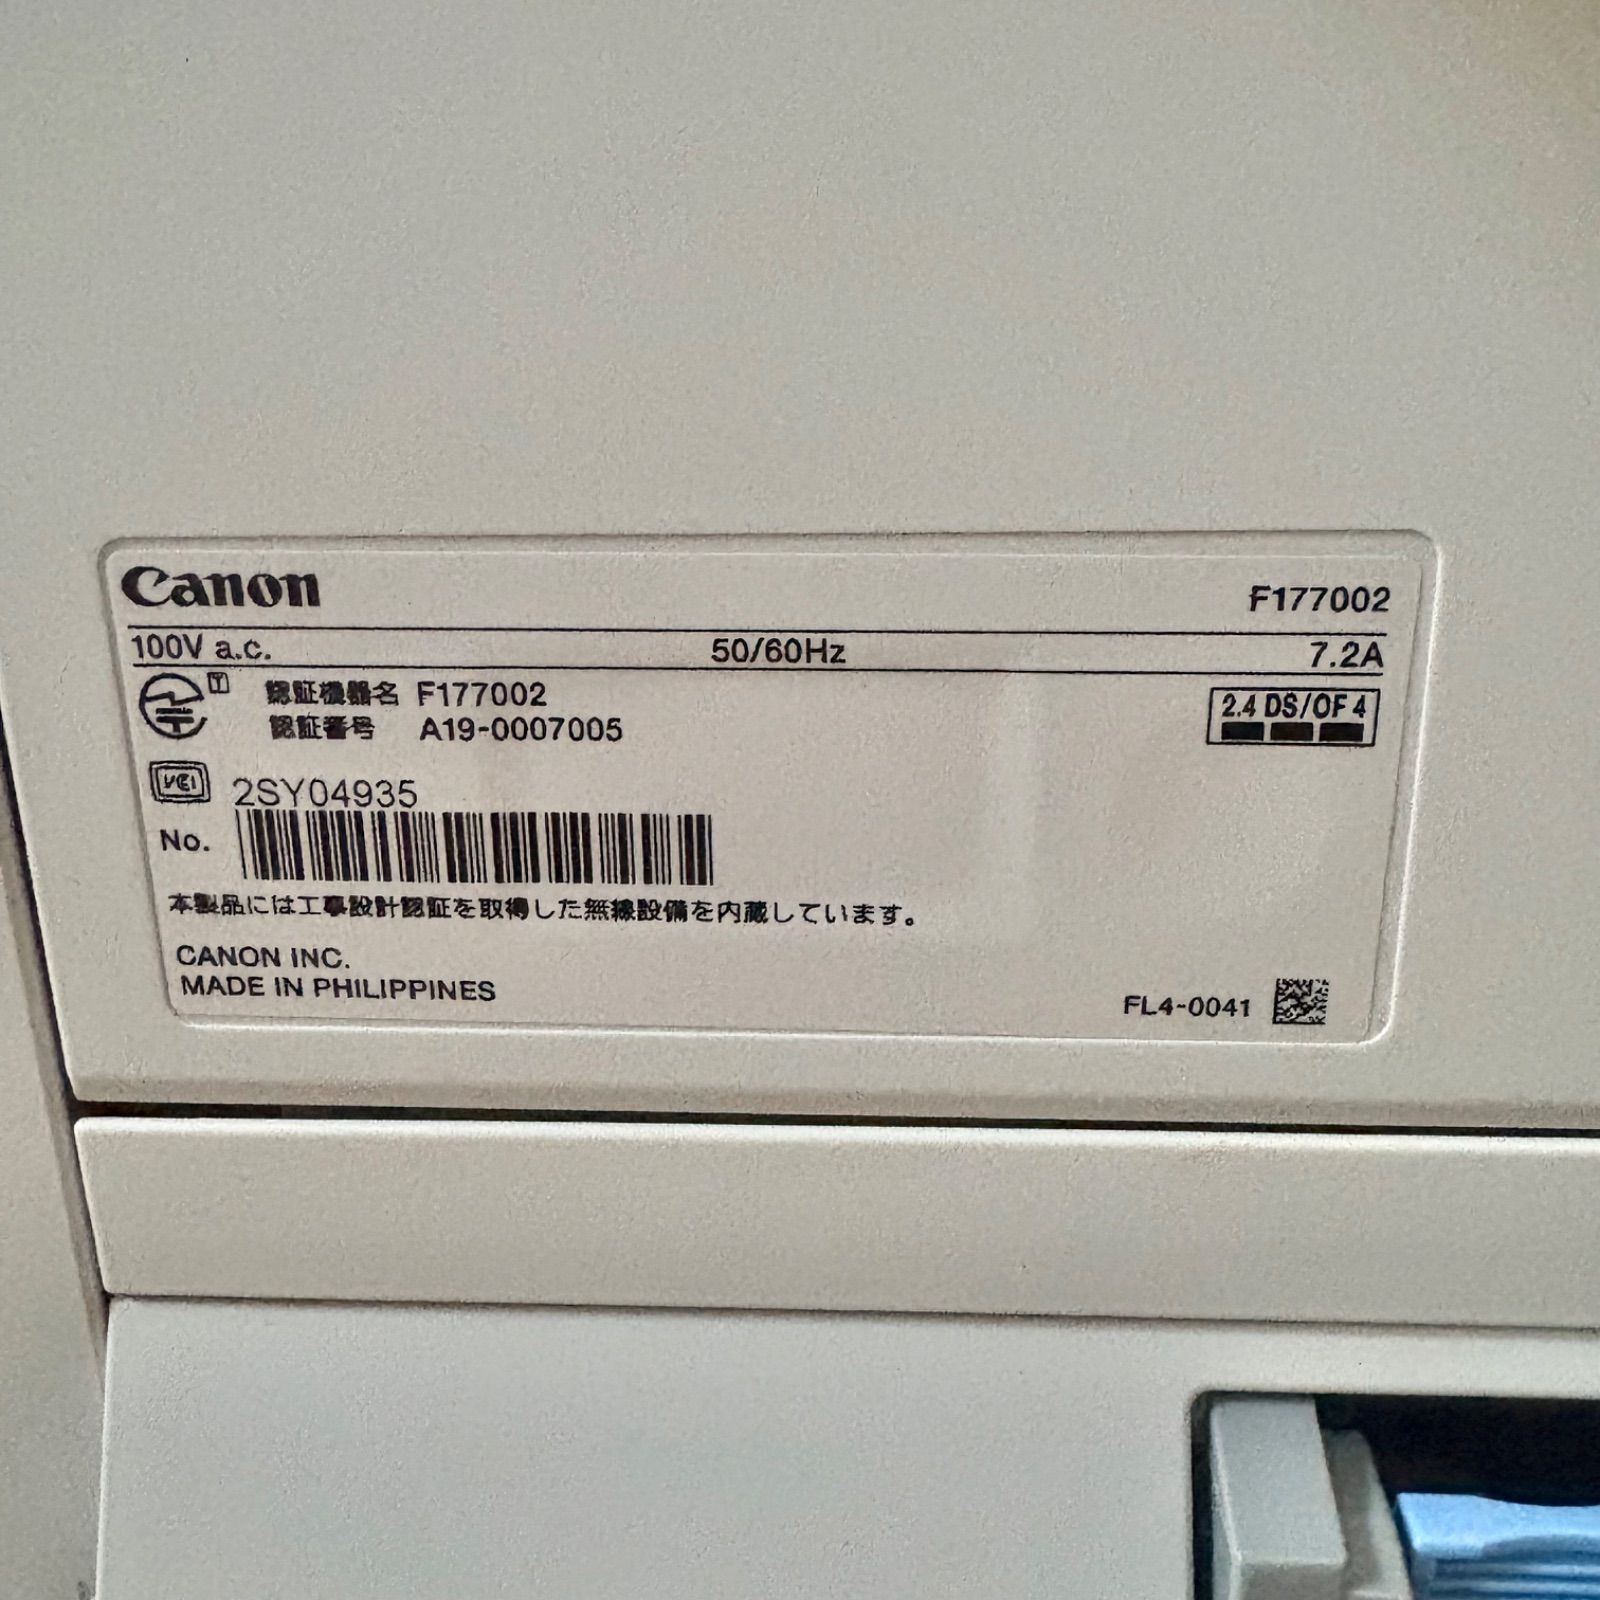 Canon
F177002
100V a.c. 50/60Hz 7.2A
T 認証機器名 F177002
認証番号 A19-0007005
2.4 DS/OF 4
VCI
2SY04935
No.
本製品には工事設計認証を取得した無線設備を内蔵しています。
CANON INC.
MADE IN PHILIPPINES
FL4-0041